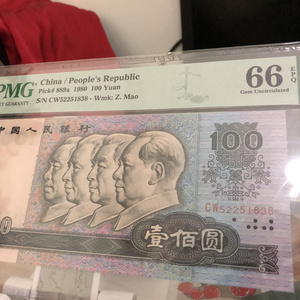 PMG
China / People's Republic
Pick# 889a 1980 100 Yuan
S/N CW52251838 - Wmk: Z. Mao
66 EPQ
Gem Uncirculated
中国人民银行
100
CW52251838
壹佰圆